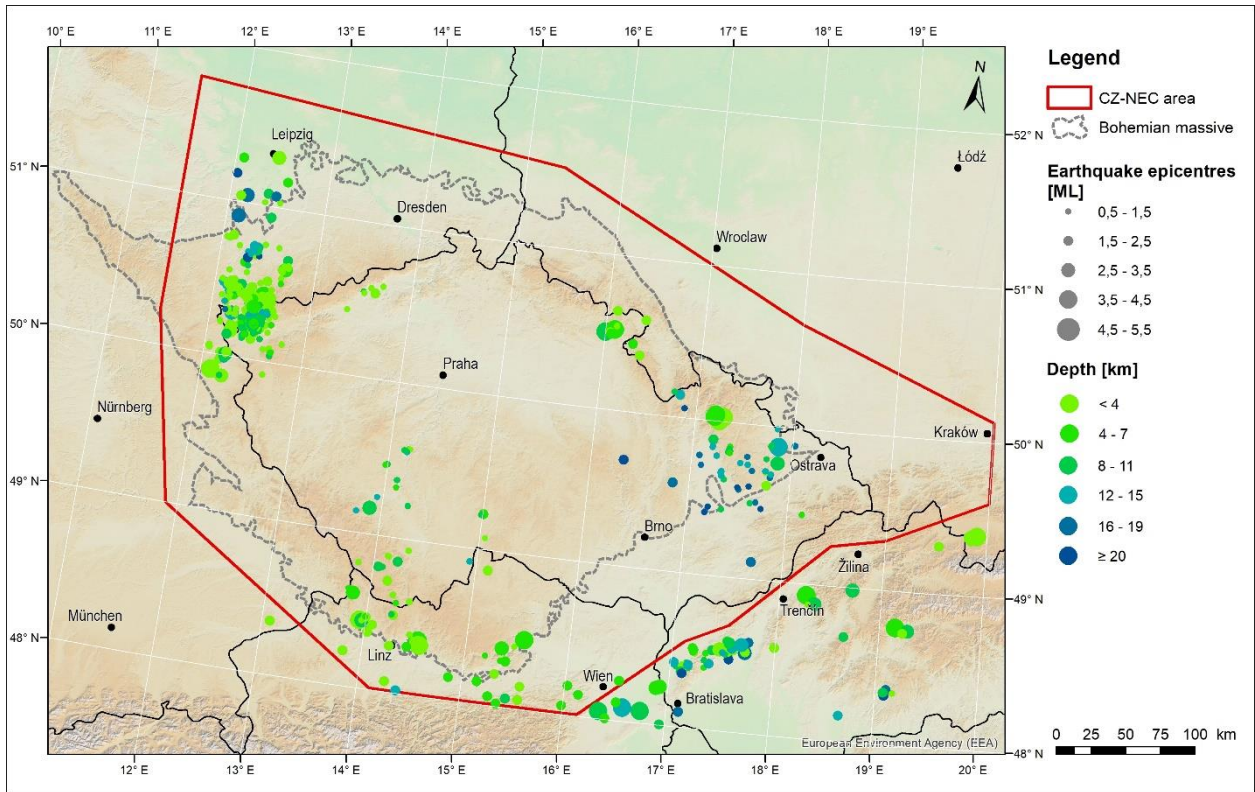 10° E 11° E 12° E 13° E 14° E 15° E 16° E 17° E 18° E 19° E
N
Legend
CZ-NEC area
Bohemian massive
Earthquake epicentres
[ML]
0,5 - 1,5
1,5 - 2,5
2,5 - 3,5
3,5 - 4,5
4,5 - 5,5
Depth [km]
< 4
4 - 7
8 - 11
12 - 15
16 - 19
≥ 20
Leipzig
52° N
Łódź
51° N
Dresden
Wroclaw
51° N
50° N
Praha
Nürnberg
Kraków
50° N
Ostrava
49° N
Brno
Žilina
Trenčín
49° N
München
48° N
Linz
Wien
Bratislava
European Environment Agency (EEA)
48° N
0 25 50 75 100 km
12° E 13° E 14° E 15° E 16° E 17° E 18° E 19° E 20° E